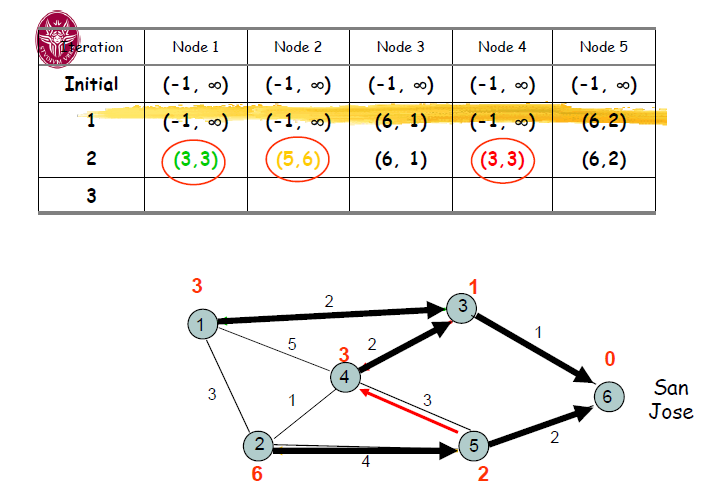 Iteration Node 1 Node 2 Node 3 Node 4 Node 5
Initial (-1, ∞) (-1, ∞) (-1, ∞) (-1, ∞) (-1, ∞)
1 (-1, ∞) (-1, ∞) (6, 1) (-1, ∞) (6,2)
2 (3,3) (5,6) (6, 1) (3,3) (6,2)
3
3 1
2 3
1 1
5 3 2 0
4 6 San
3 1 3 Jose
2 5 2
4
6 2